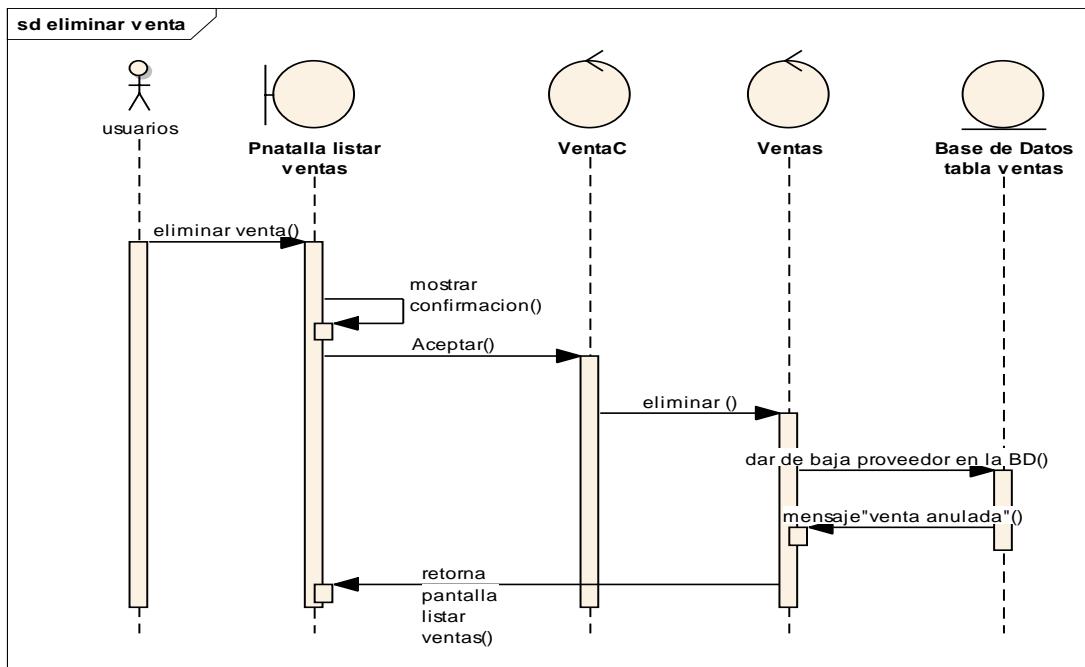 sd eliminar venta
usuarios
Pnatalla listar
ventas
VentaC
Ventas
Base de Datos
tabla ventas
eliminar venta()
mostrar
confirmacion()
Aceptar()
eliminar ()
dar de baja proveedor en la BD()
mensaje"venta anulada"()
retorna
pantalla
listar
ventas()